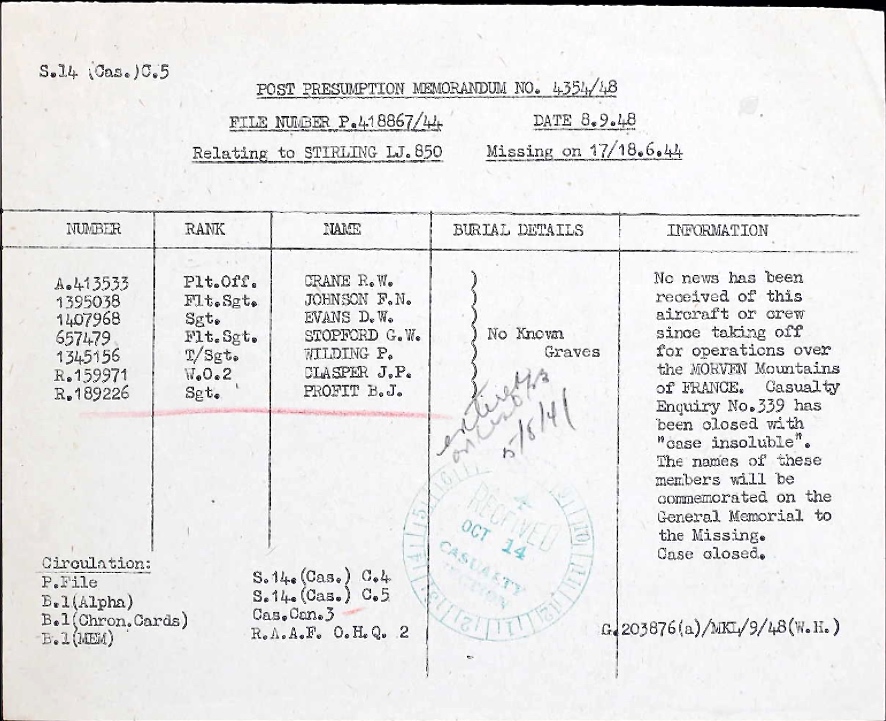 S.14 (Cas.)C.5
POST PRESUMPTION MEMORANDUM NO. 4354/48
FILE NUMBER P.418867/44 DATE 8.9.48
Relating to STIRLING LJ.850 Missing on 17/18.6.44
NUMBER RANK NAME BURIAL DETAILS INFORMATION
A.413533 Plt.Off. CRANE R.W.
1395038 Flt.Sgt. JOHNSON F.N.
1407968 Sgt. EVANS D.W.
657479 Flt.Sgt. STOPFORD G.W.
1345156 T/Sgt. WILDING P.
R.159971 W.O.2 CLASPER J.P.
R.189226 Sgt. PROFIT B.J.
No Known
Graves
No news has been
received of this
aircraft or crew
since taking off
for operations over
the MORVEN Mountains
of FRANCE. Casualty
Enquiry No.339 has
been closed with
"case insoluble".
The names of these
members will be
commemorated on the
General Memorial to
the Missing.
Case closed.
entered
on
RECEIVED
OCT 14
CASUALTY
Circulation:
P.File
B.1(Alpha)
B.1(Chron.Cards)
B.1(MEM)
S.14.(Cas.) C.4
S.14.(Cas.) C.5
Cas.Can.3
R.A.A.F. O.H.Q. 2
G.203876(a)/MKL/9/48(W.H.)